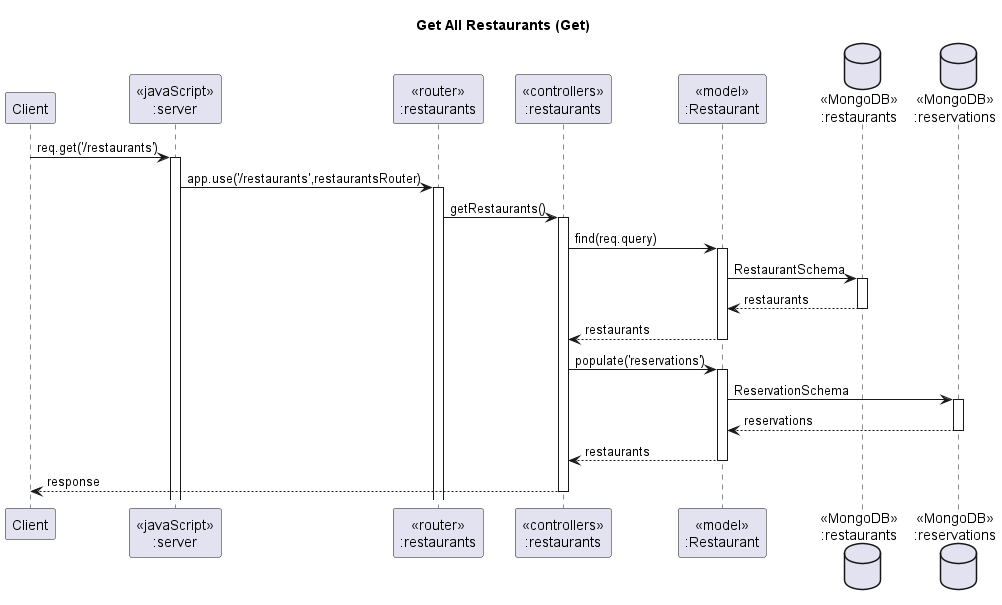 Get All Restaurants (Get)
Client
«javaScript»
:server
«router»
:restaurants
«controllers»
:restaurants
«model»
:Restaurant
«MongoDB»
:restaurants
«MongoDB»
:reservations
req.get('/restaurants')
app.use('/restaurants',restaurantsRouter)
getRestaurants()
find(req.query)
RestaurantSchema
restaurants
restaurants
populate('reservations')
ReservationSchema
reservations
restaurants
response
Client
«javaScript»
:server
«router»
:restaurants
«controllers»
:restaurants
«model»
:Restaurant
«MongoDB»
:restaurants
«MongoDB»
:reservations